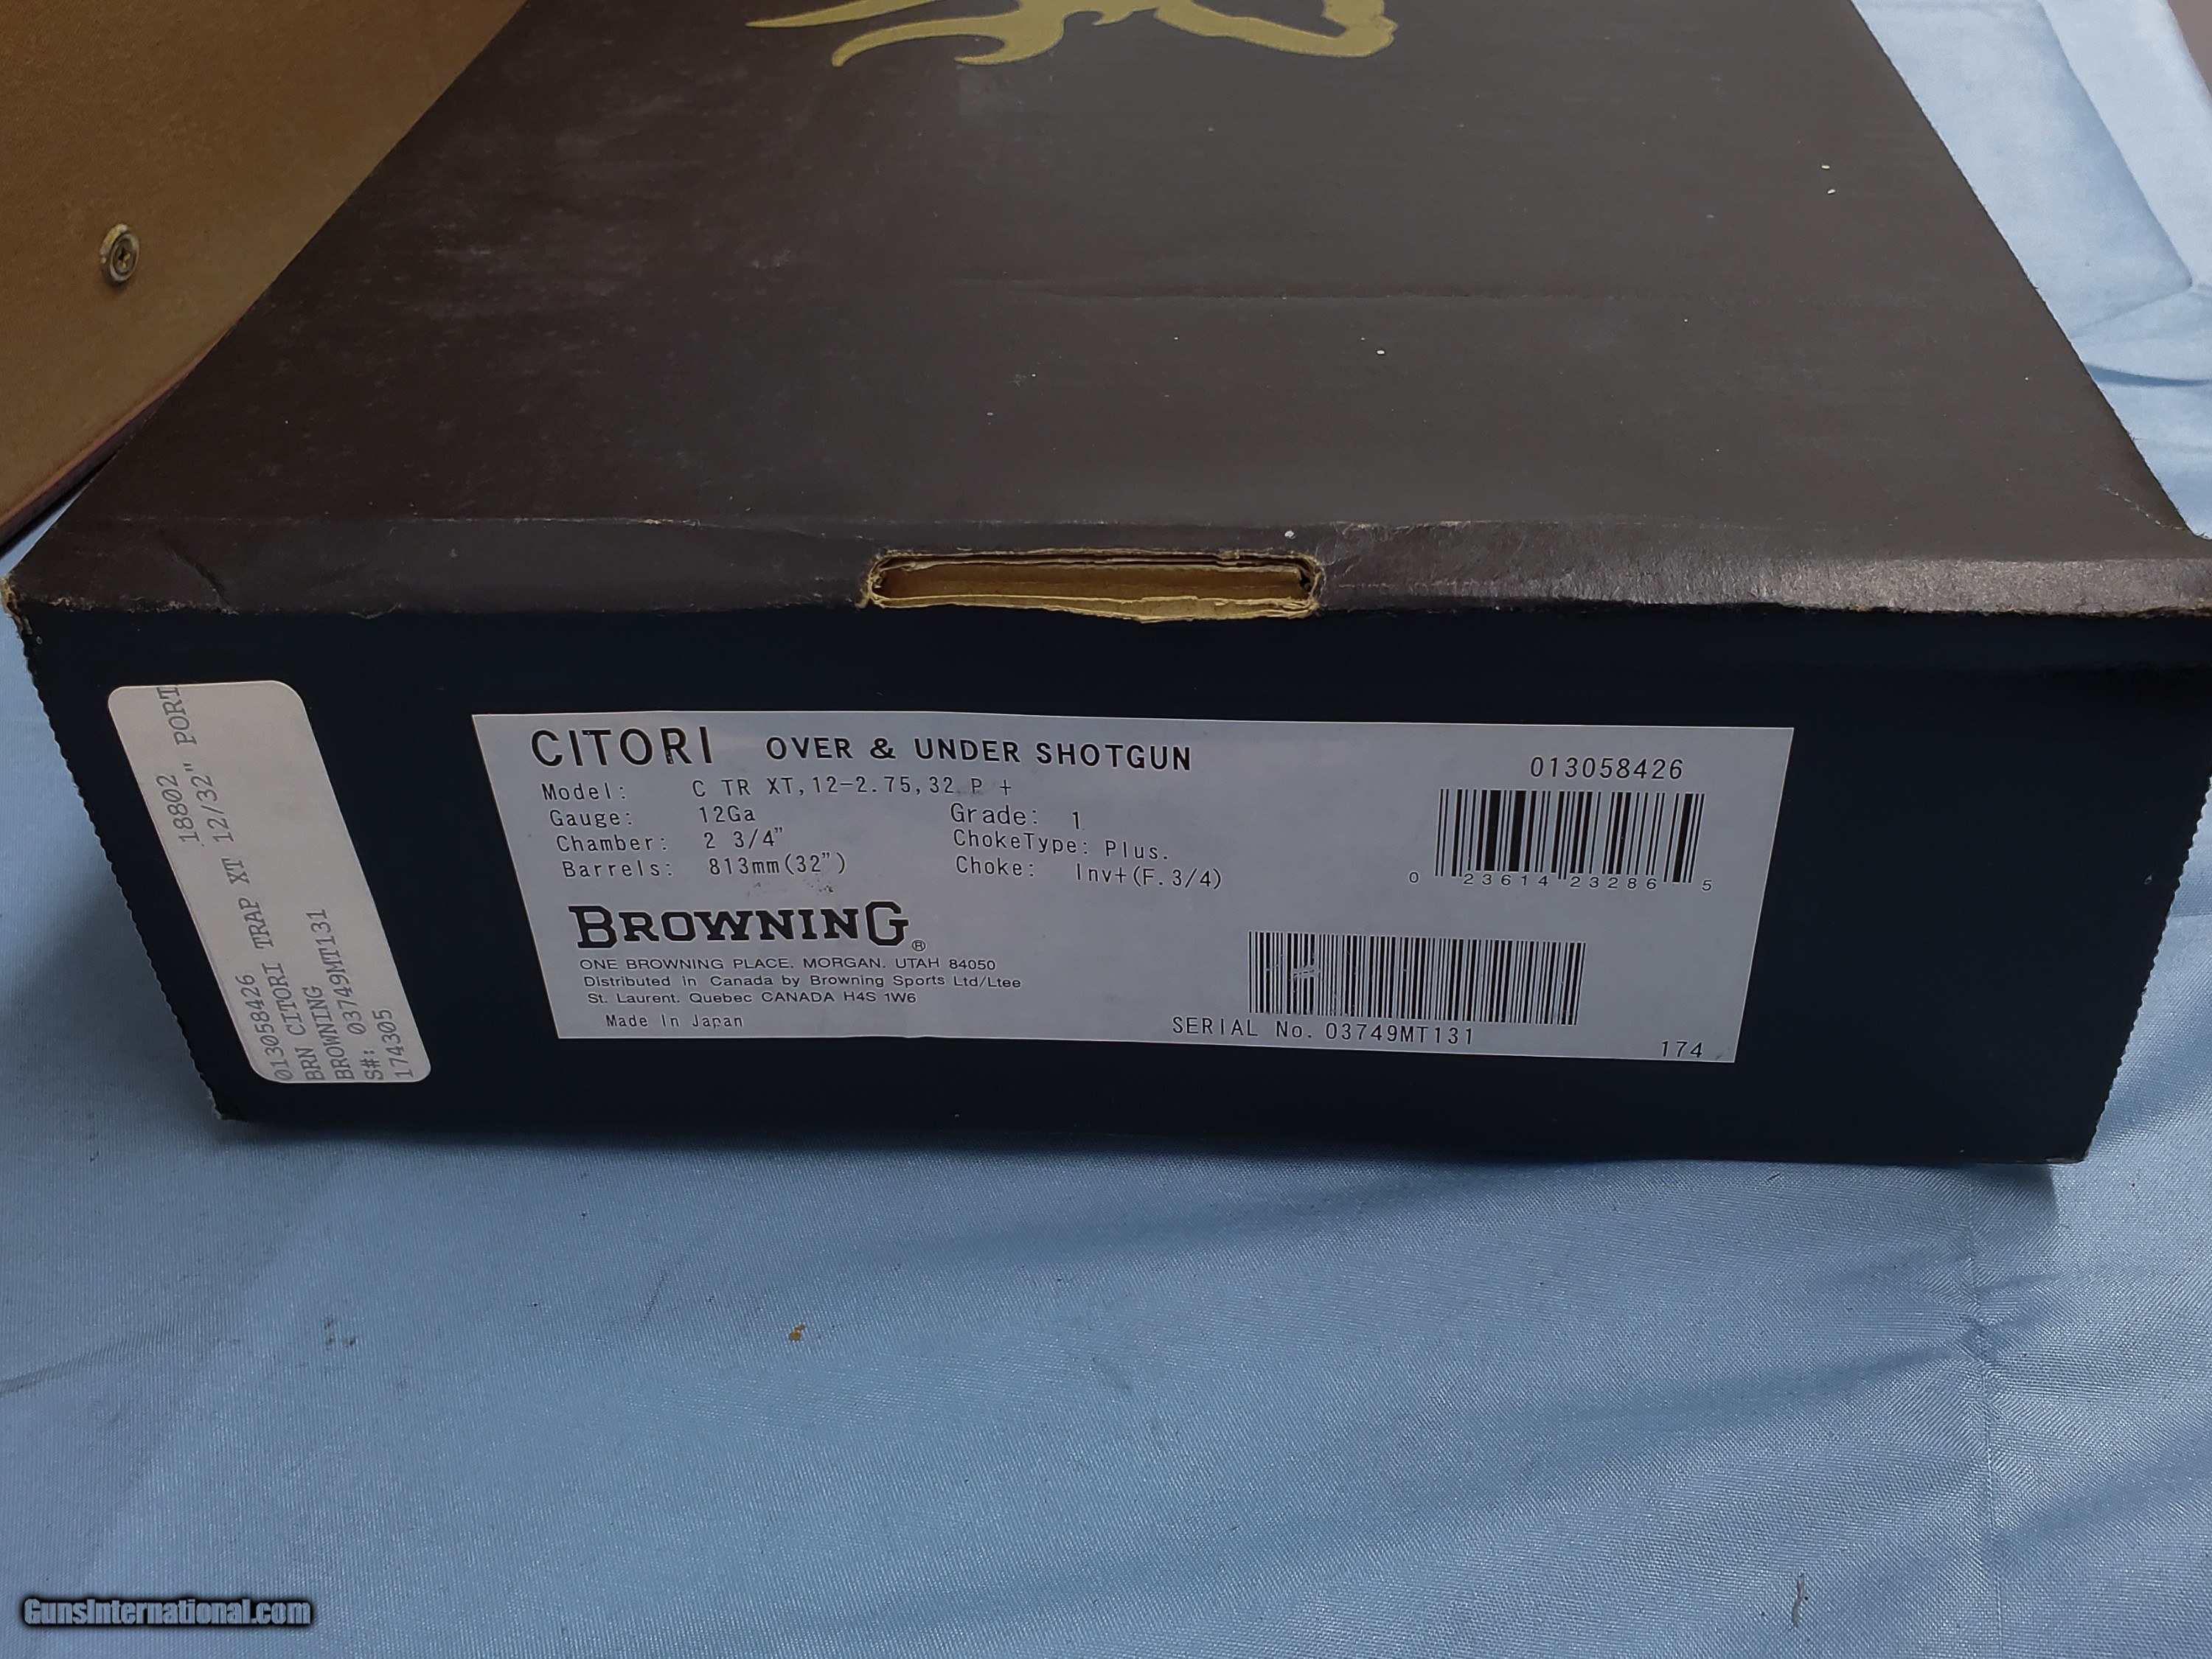 18802
013058426
BRN CITORI TRAP XT 12/32" PORT
BROWNING
S#: 03749MT131
174305
CITORI OVER & UNDER SHOTGUN
Model: C TR XT,12-2.75,32 P +
Gauge: 12Ga
Grade: 1
Chamber: 2 3/4"
ChokeType: Plus.
Barrels: 813mm(32")
Choke: Inv+(F.3/4)
BROWNING®
ONE BROWNING PLACE. MORGAN. UTAH 84050
Distributed in Canada by Browning Sports Ltd/Ltee
St. Laurent. Quebec CANADA H4S 1W6
Made In Japan
013058426
0 23614 23286 5
SERIAL No. 03749MT131
174
GunsInternational.com